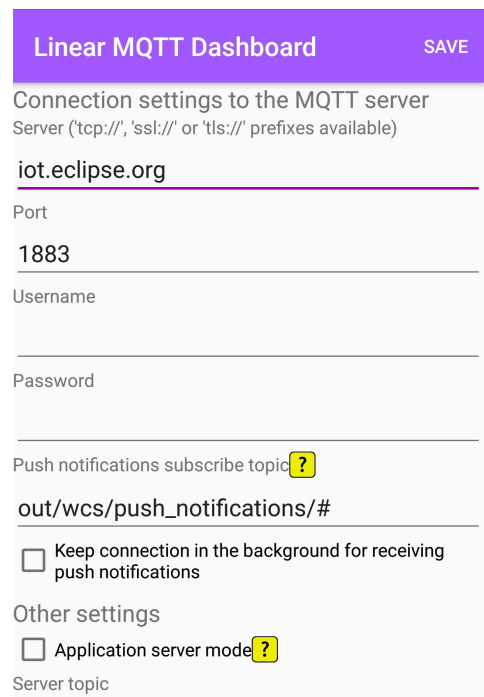 Linear MQTT Dashboard SAVE
Connection settings to the MQTT server
Server ('tcp://', 'ssl://' or 'tls://' prefixes available)
iot.eclipse.org
Port
1883
Username
Password
Push notifications subscribe topic ?
out/wcs/push_notifications/#
Keep connection in the background for receiving
push notifications
Other settings
Application server mode ?
Server topic